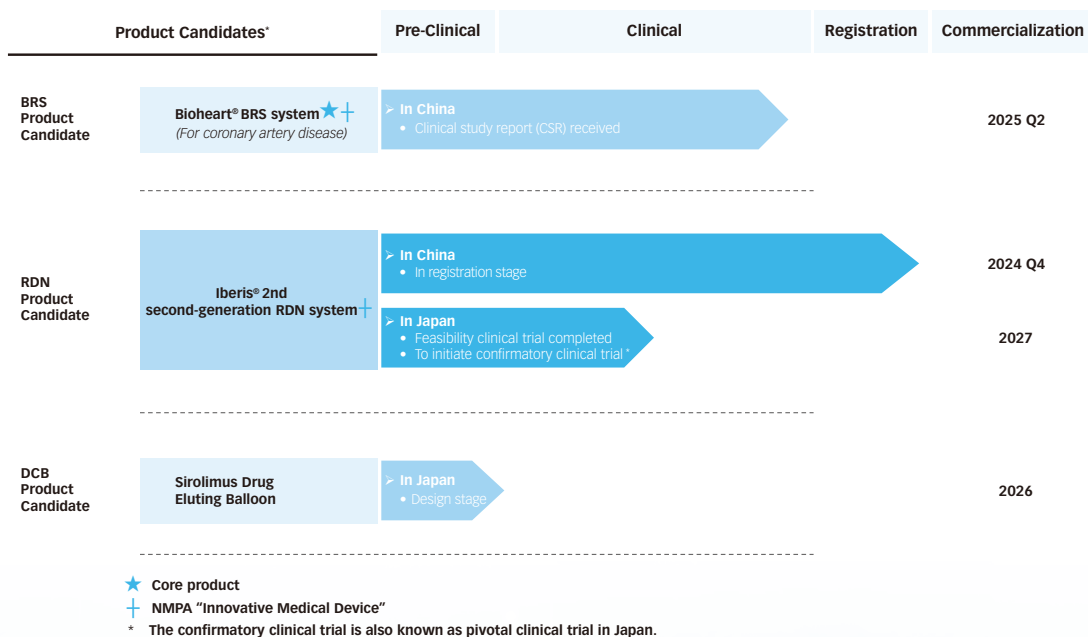 Product Candidates*
Pre-Clinical
Clinical
Registration
Commercialization
BRS
Product
Candidate
Bioheart® BRS system
(For coronary artery disease)
➢ In China
• Clinical study report (CSR) received
2025 Q2
RDN
Product
Candidate
Iberis® 2nd
second-generation RDN system
➢ In China
• In registration stage
2024 Q4
➢ In Japan
• Feasibility clinical trial completed
• To initiate confirmatory clinical trial*
2027
DCB
Product
Candidate
Sirolimus Drug
Eluting Balloon
➢ In Japan
• Design stage
2026
Core product
NMPA “Innovative Medical Device”
* The confirmatory clinical trial is also known as pivotal clinical trial in Japan.